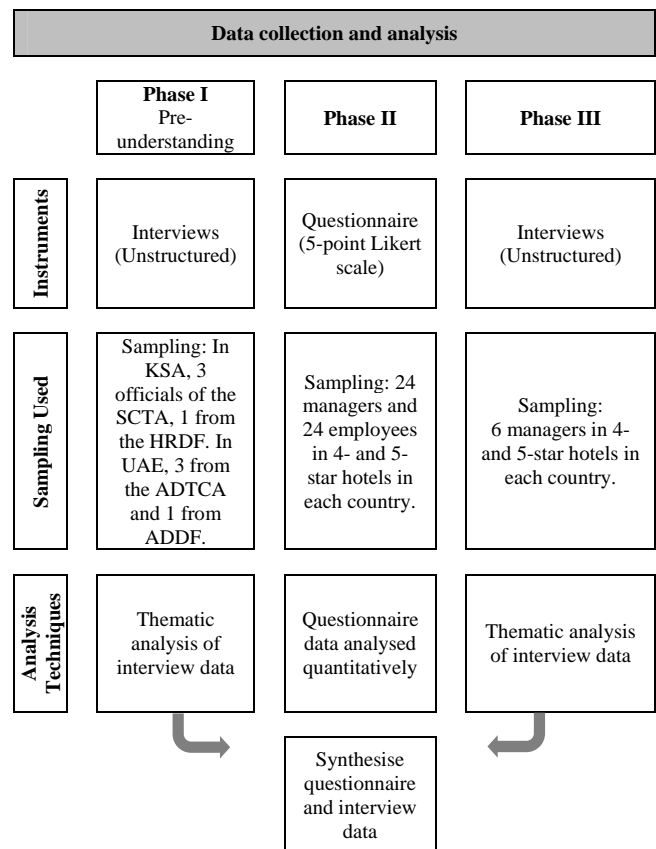 Data collection and analysis
Phase I
Pre-
understanding
Phase II
Phase III
Instruments
Interviews
(Unstructured)
Questionnaire
(5-point Likert
scale)
Interviews
(Unstructured)
Sampling Used
Sampling: In
KSA, 3
officials of the
SCTA, 1 from
the HRDF. In
UAE, 3 from
the ADTCA
and 1 from
ADDF.
Sampling: 24
managers and
24 employees
in 4- and 5-
star hotels in
each country.
Sampling:
6 managers in 4-
and 5-star hotels in
each country.
Analysis
Techniques
Thematic
analysis of
interview data
Questionnaire
data analysed
quantitatively
Thematic analysis
of interview data
Synthesise
questionnaire
and interview
data